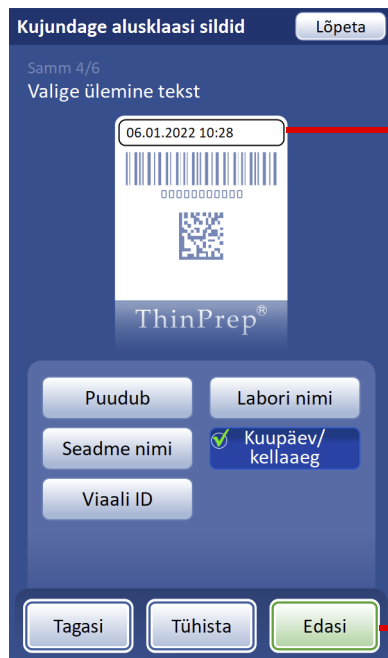 Kujundage alusklaasi sildid
Lõpeta
Samm 4/6
Valige ülemine tekst
06.01.2022 10:28
00000000000
ThinPrep®
Puudub
Labori nimi
Seadme nimi
Kuupäev/
kellaaeg
Viaali ID
Tagasi
Tühista
Edasi